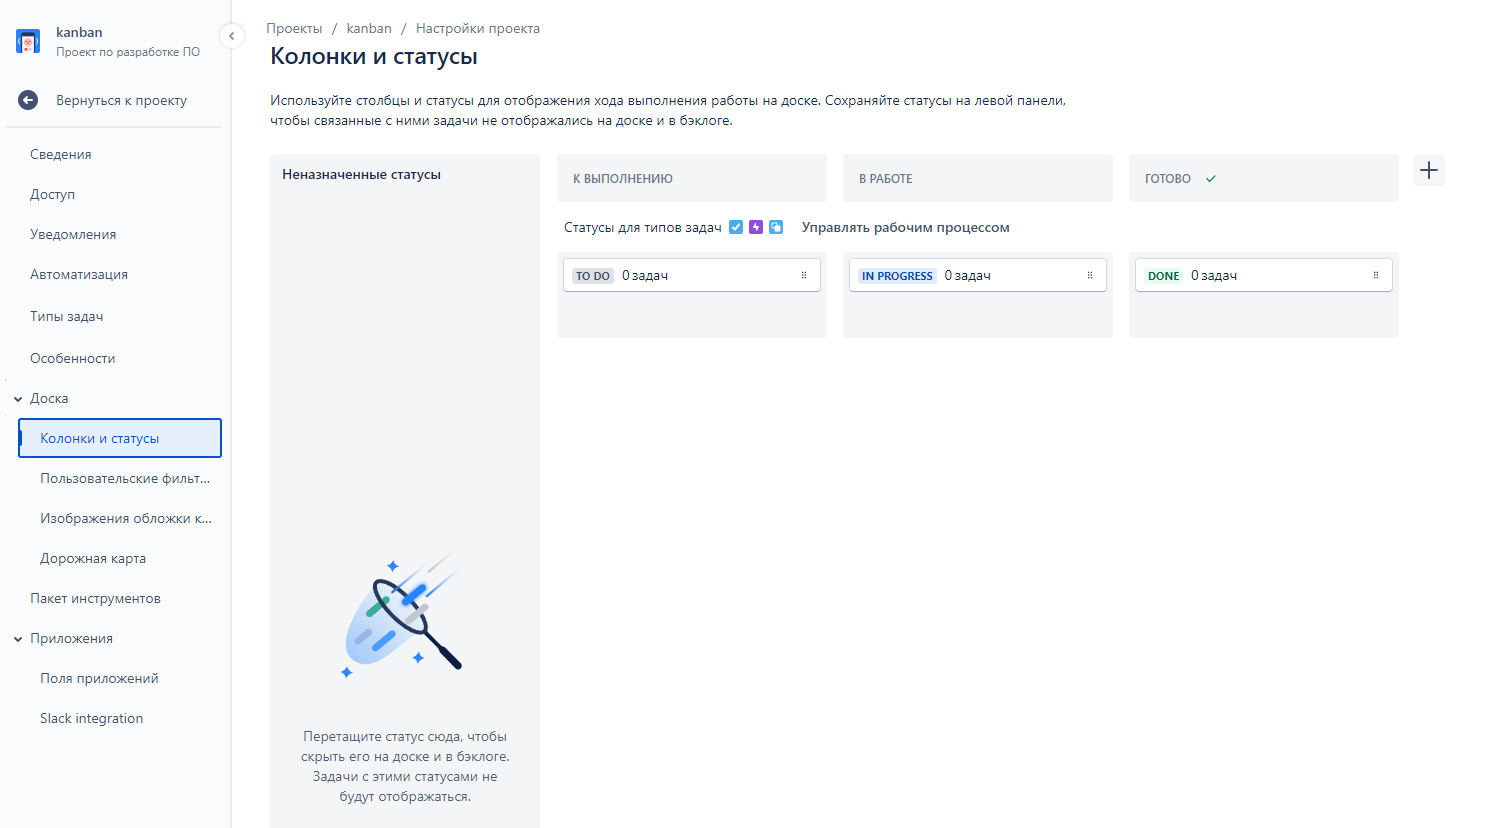 kanban
Проект по разработке ПО
Вернуться к проекту
Сведения
Доступ
Уведомления
Автоматизация
Типы задач
Особенности
Доска
Колонки и статусы
Пользовательские фильт...
Изображения обложки к...
Дорожная карта
Пакет инструментов
Приложения
Поля приложений
Slack integration
Проекты / kanban / Настройки проекта
Колонки и статусы
Используйте столбцы и статусы для отображения хода выполнения работы на доске. Сохраняйте статусы на левой панели,
чтобы связанные с ними задачи не отображались на доске и в бэклоге.
Неназначенные статусы
Перетащите статус сюда, чтобы
скрыть его на доске и в бэклоге.
Задачи с этими статусами не
будут отображаться.
К ВЫПОЛНЕНИЮ
В РАБОТЕ
ГОТОВО
Статусы для типов задач
Управлять рабочим процессом
TO DO 0 задач
IN PROGRESS 0 задач
DONE 0 задач